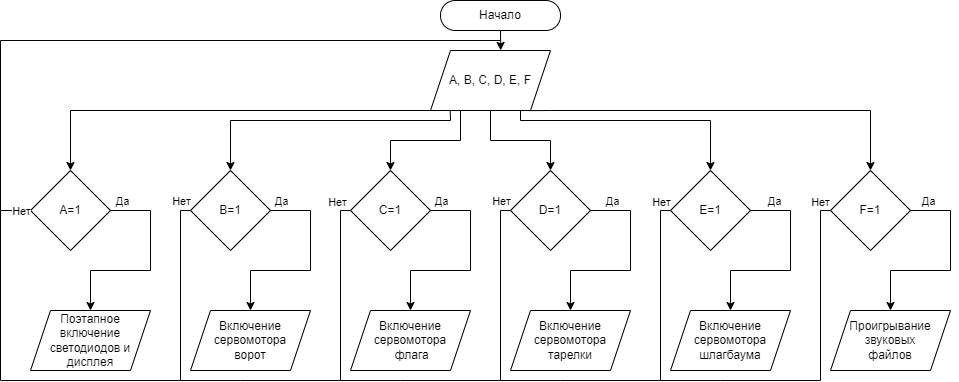 Начало
A, B, C, D, E, F
Нет
A=1
Да
Нет
B=1
Да
Нет
C=1
Да
Нет
D=1
Да
Нет
E=1
Да
Нет
F=1
Да
Поэтапное
включение
светодиодов и
дисплея
Включение
сервомотора
ворот
Включение
сервомотора
флага
Включение
сервомотора
тарелки
Включение
сервомотора
шлагбаума
Проигрывание
звуковых
файлов